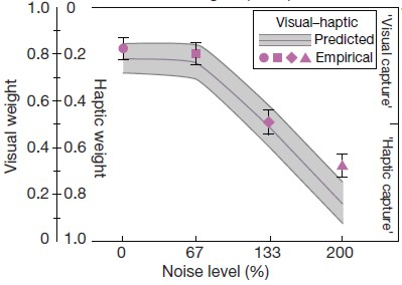 Visual weight
1.0
0.8
0.6
0.4
0.2
0
0
0.2
0.4
0.6
0.8
1.0
Haptic weight
Visual–haptic
Predicted
Empirical
'Visual capture'
'Haptic capture'
0 67 133 200
Noise level (%)